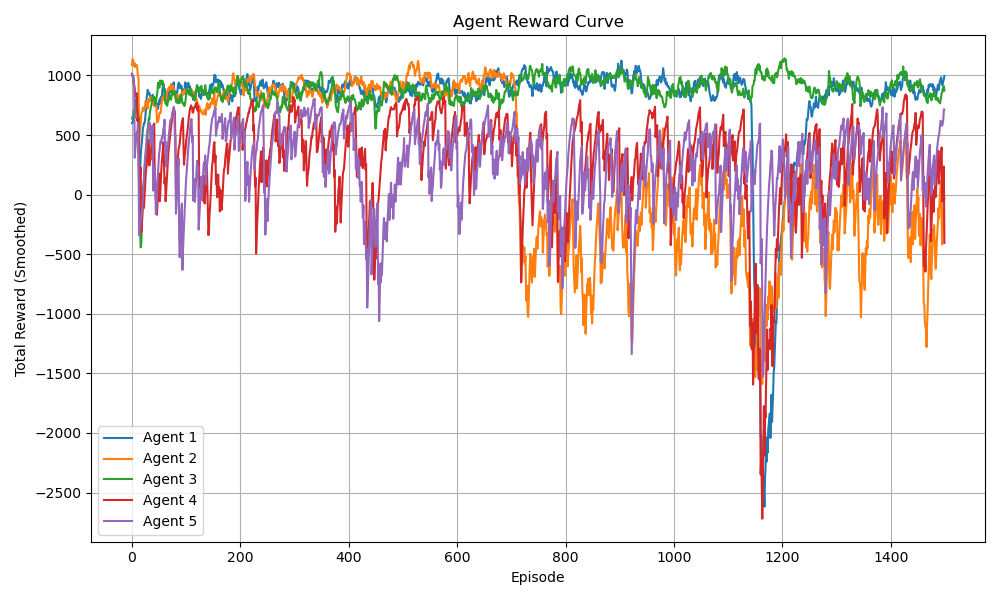 Agent Reward Curve
Total Reward (Smoothed)
1000
500
0
−500
−1000
−1500
−2000
−2500
Agent 1
Agent 2
Agent 3
Agent 4
Agent 5
0 200 400 600 800 1000 1200 1400
Episode